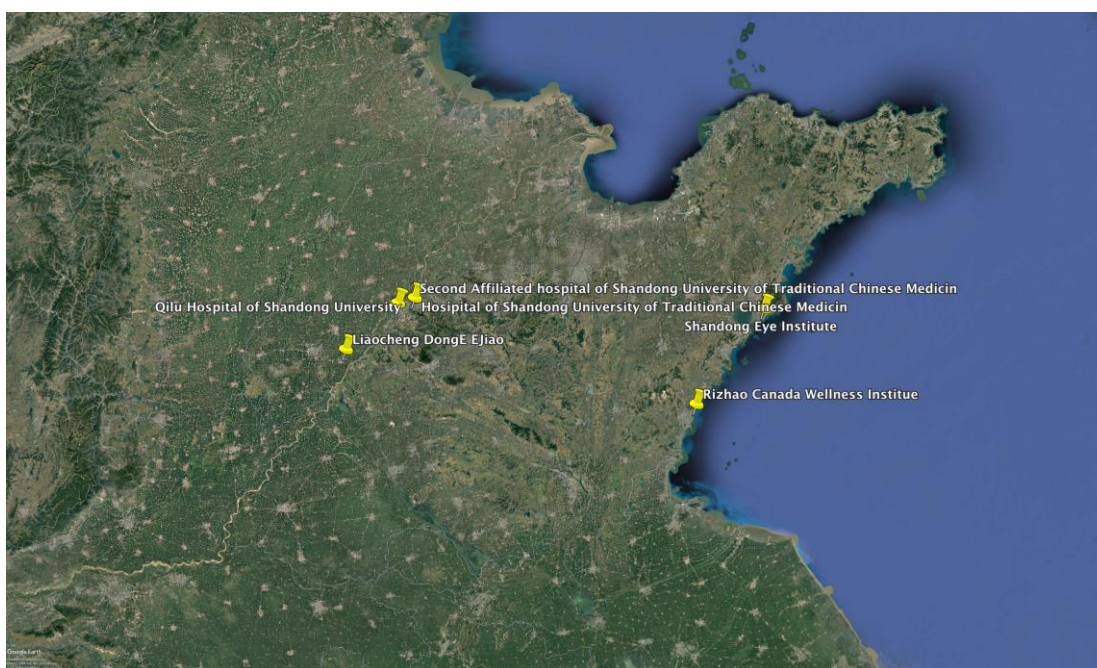 Second Affiliated hospital of Shandong University of Traditional Chinese Medicin
Qilu Hospital of Shandong University
Hosipital of Shandong University of Traditional Chinese Medicin
Shandong Eye Institute
Liaocheng DongE EJiao
Rizhao Canada Wellness Institue
Google Earth